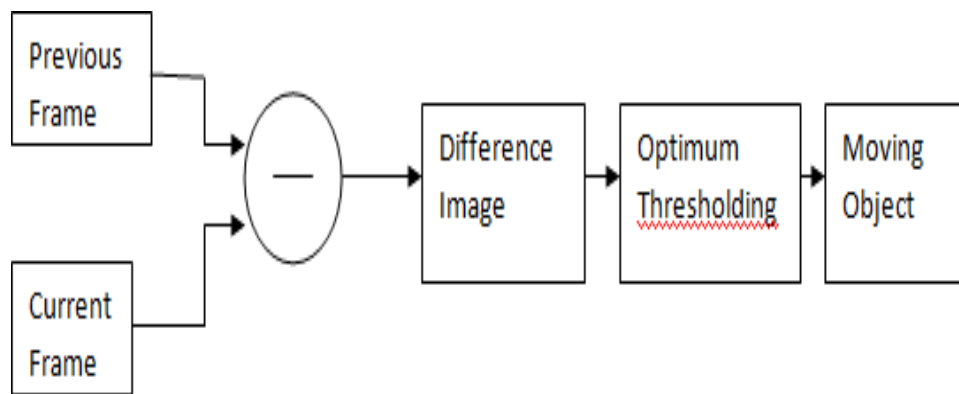 Previous
Frame
Current
Frame
—
Difference
Image
Optimum
Thresholding
Moving
Object